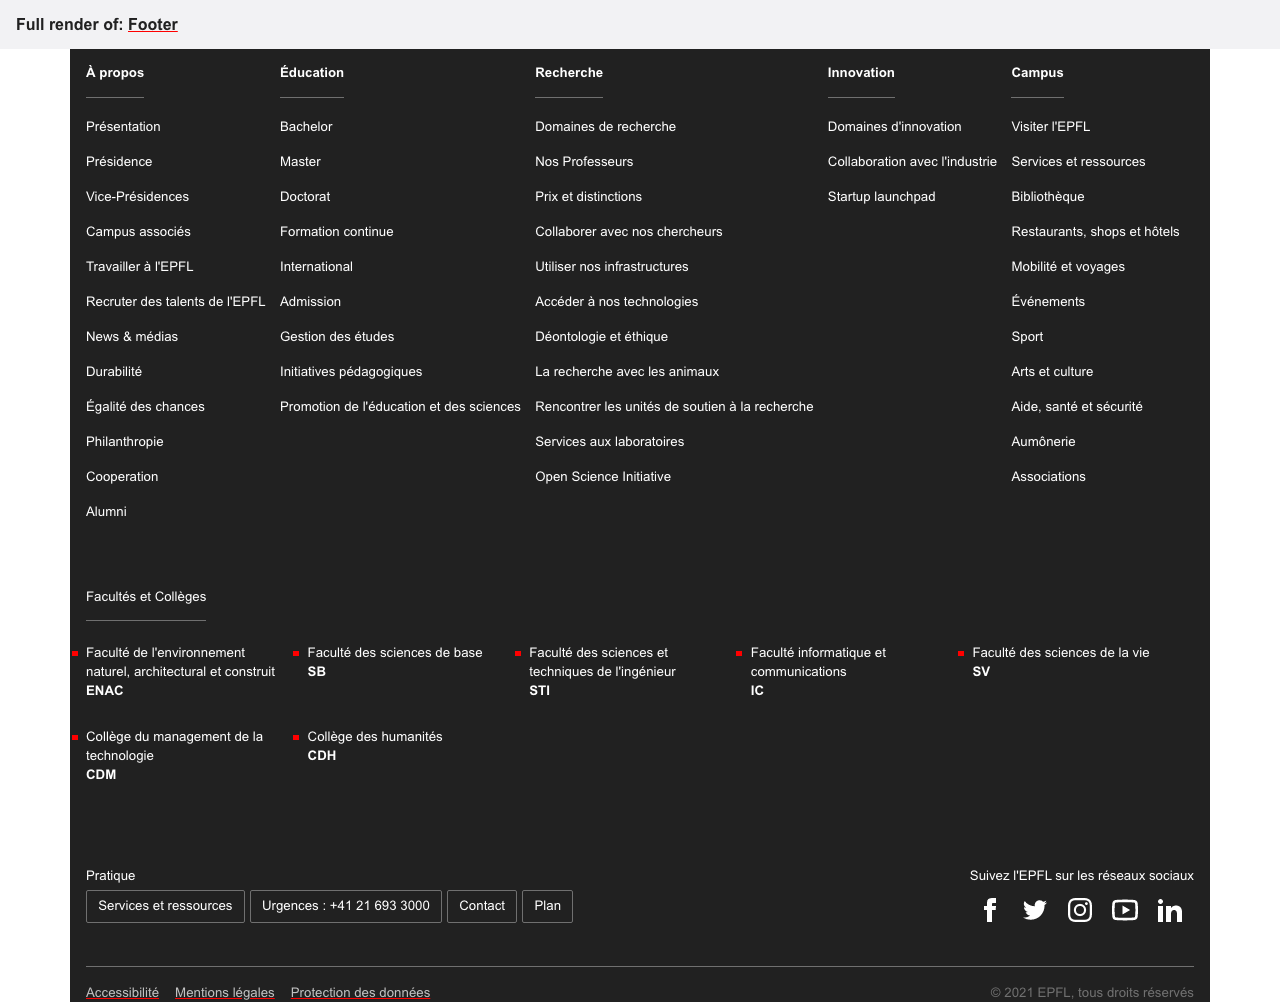 Full render of: Footer
À propos
Présentation
Présidence
Vice-Présidences
Campus associés
Travailler à l'EPFL
Recruter des talents de l'EPFL
News & médias
Durabilité
Égalité des chances
Philanthropie
Cooperation
Alumni
Éducation
Bachelor
Master
Doctorat
Formation continue
International
Admission
Gestion des études
Initiatives pédagogiques
Promotion de l'éducation et des sciences
Recherche
Domaines de recherche
Nos Professeurs
Prix et distinctions
Collaborer avec nos chercheurs
Utiliser nos infrastructures
Accéder à nos technologies
Déontologie et éthique
La recherche avec les animaux
Rencontrer les unités de soutien à la recherche
Services aux laboratoires
Open Science Initiative
Innovation
Domaines d'innovation
Collaboration avec l'industrie
Startup launchpad
Campus
Visiter l'EPFL
Services et ressources
Bibliothèque
Restaurants, shops et hôtels
Mobilité et voyages
Événements
Sport
Arts et culture
Aide, santé et sécurité
Aumônerie
Associations
Facultés et Collèges
Faculté de l'environnement
naturel, architectural et construit
ENAC
Faculté des sciences de base
SB
Faculté des sciences et
techniques de l'ingénieur
STI
Faculté informatique et
communications
IC
Faculté des sciences de la vie
SV
Collège du management de la
technologie
CDM
Collège des humanités
CDH
Pratique
Services et ressources
Urgences : +41 21 693 3000
Contact
Plan
Suivez l'EPFL sur les réseaux sociaux
Accessibilité
Mentions légales
Protection des données
© 2021 EPFL, tous droits réservés